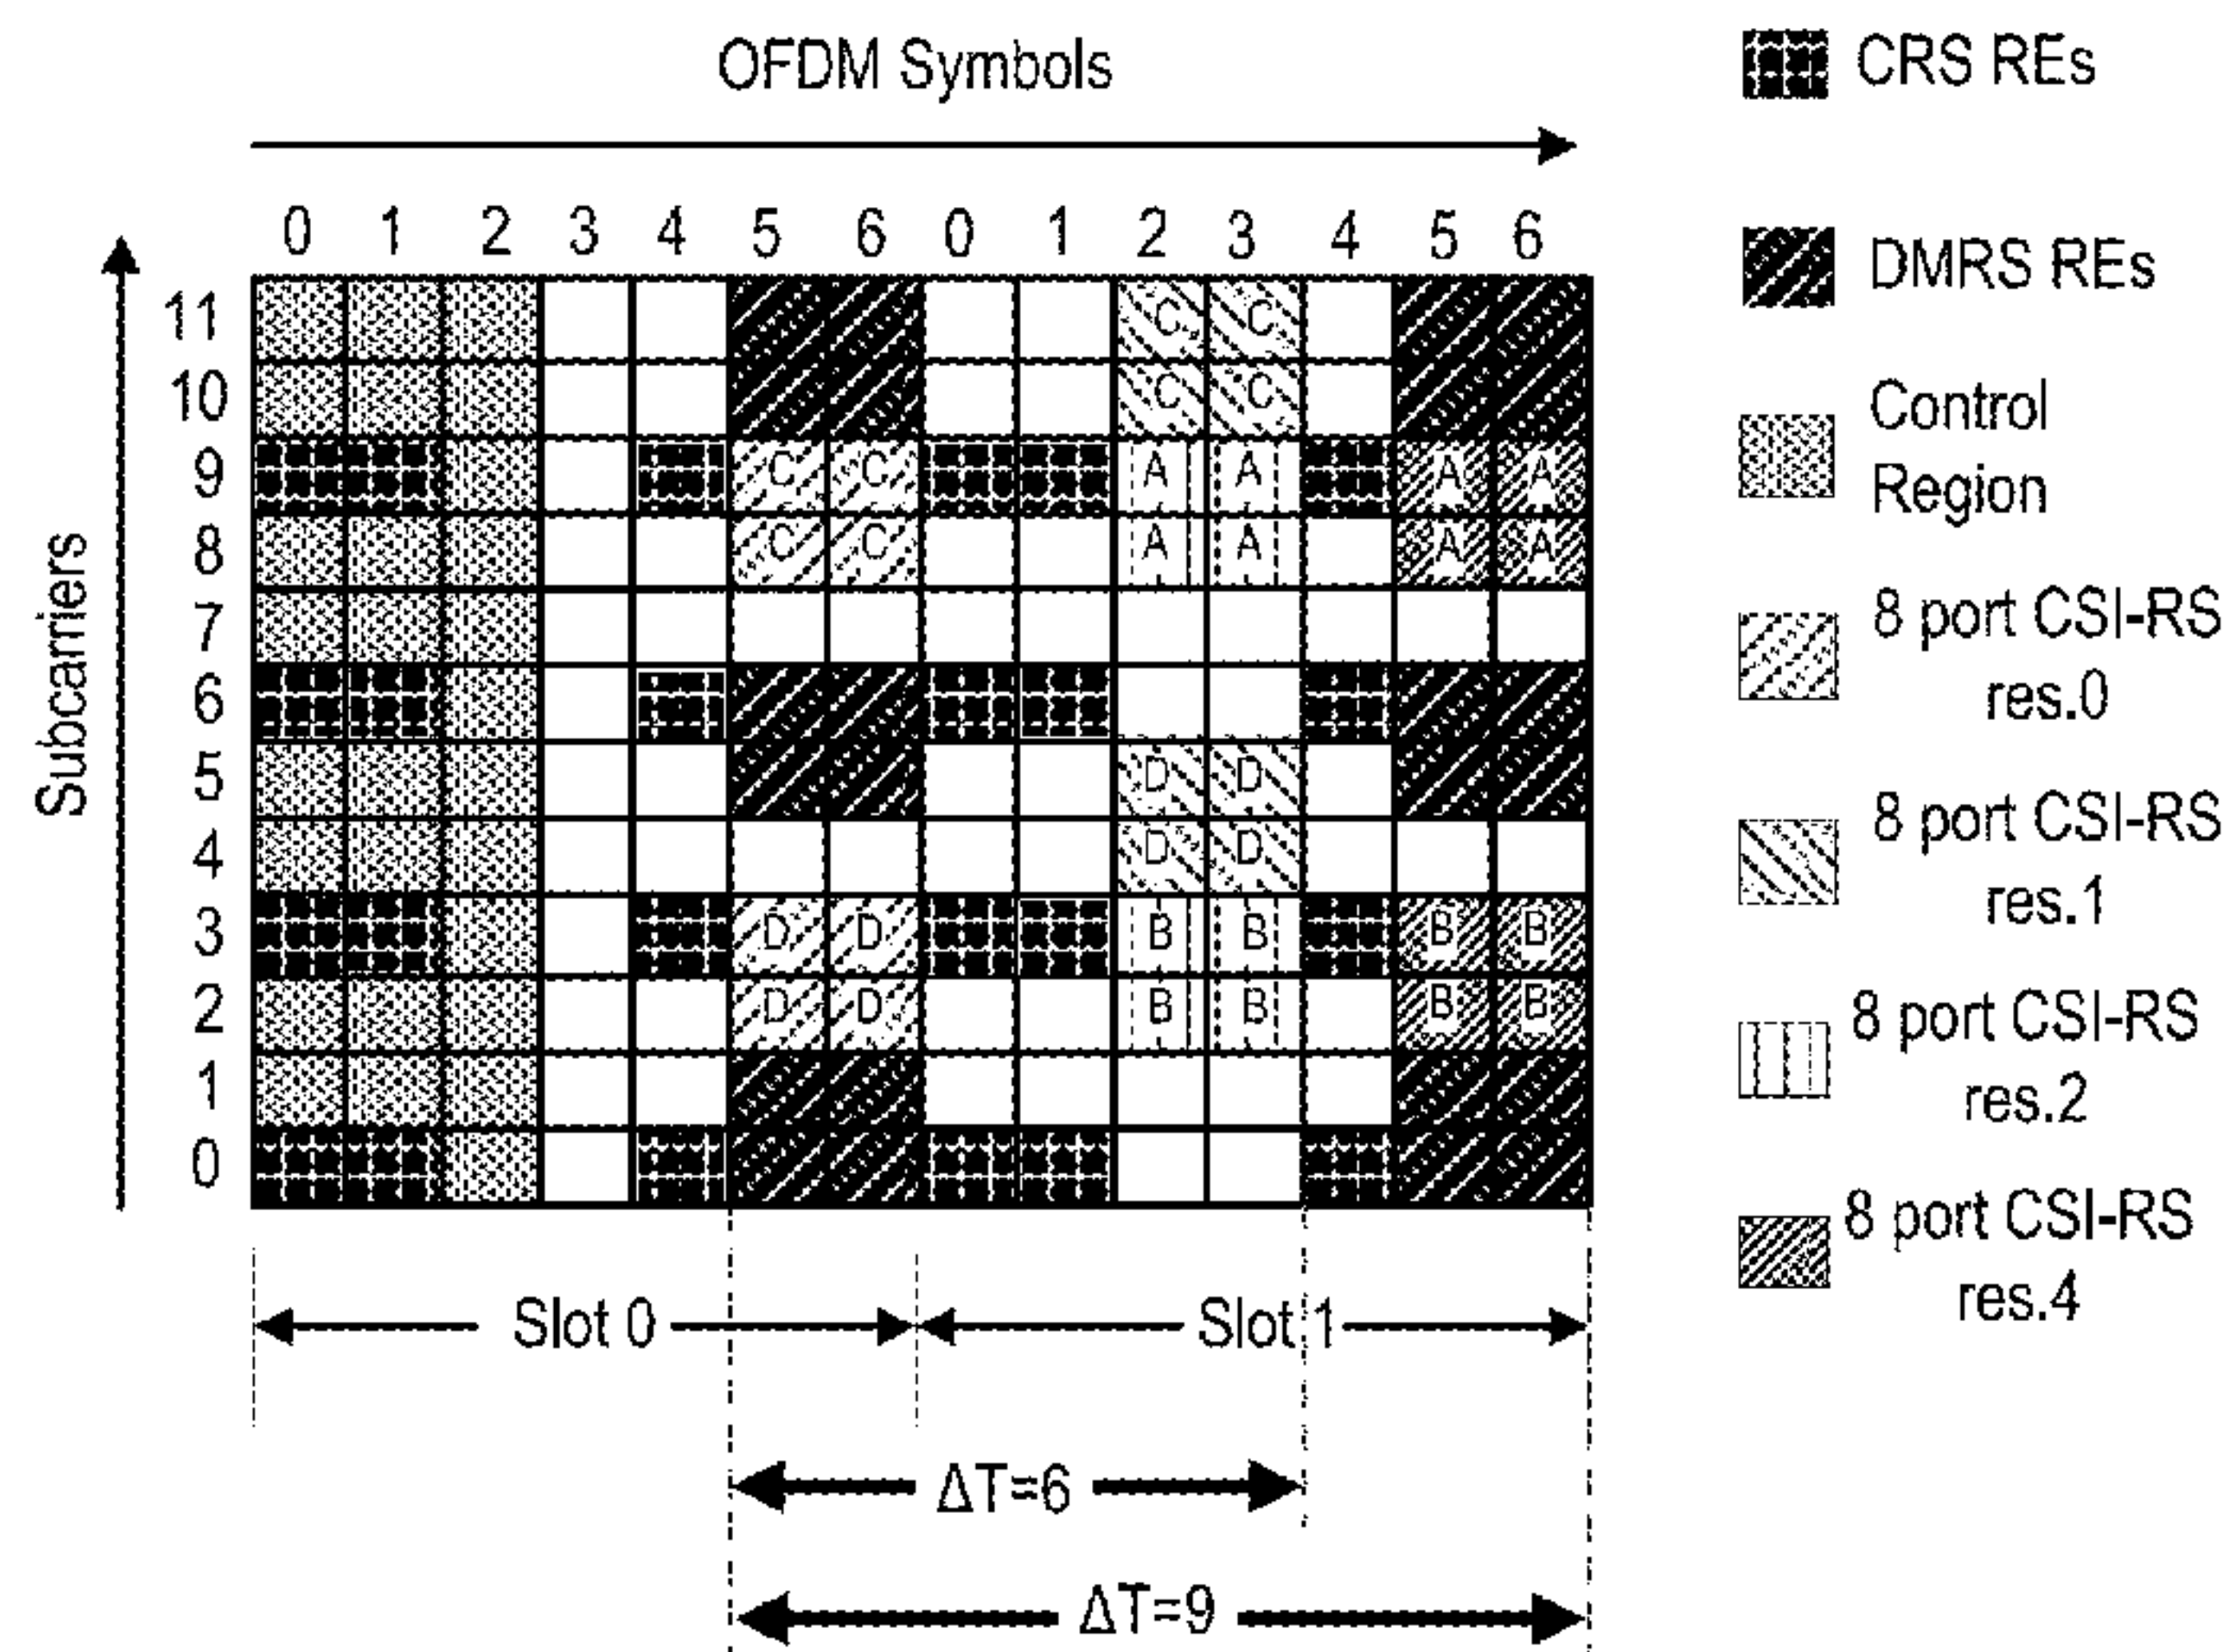 OFDM Symbols
0 1 2 3 4 5 6 0 1 2 3 4 5 6
Subcarriers
11 C C
10 C C
9 C C A A A A
8 C C A A A A
7
6
5 D D
4 D D
3 D D B B B B
2 D D B B B B
1
0
Slot 0 Slot 1
ΔT=6
ΔT=9
CRS REs
DMRS REs
Control
Region
8 port CSI-RS
res.0
8 port CSI-RS
res.1
8 port CSI-RS
res.2
8 port CSI-RS
res.4